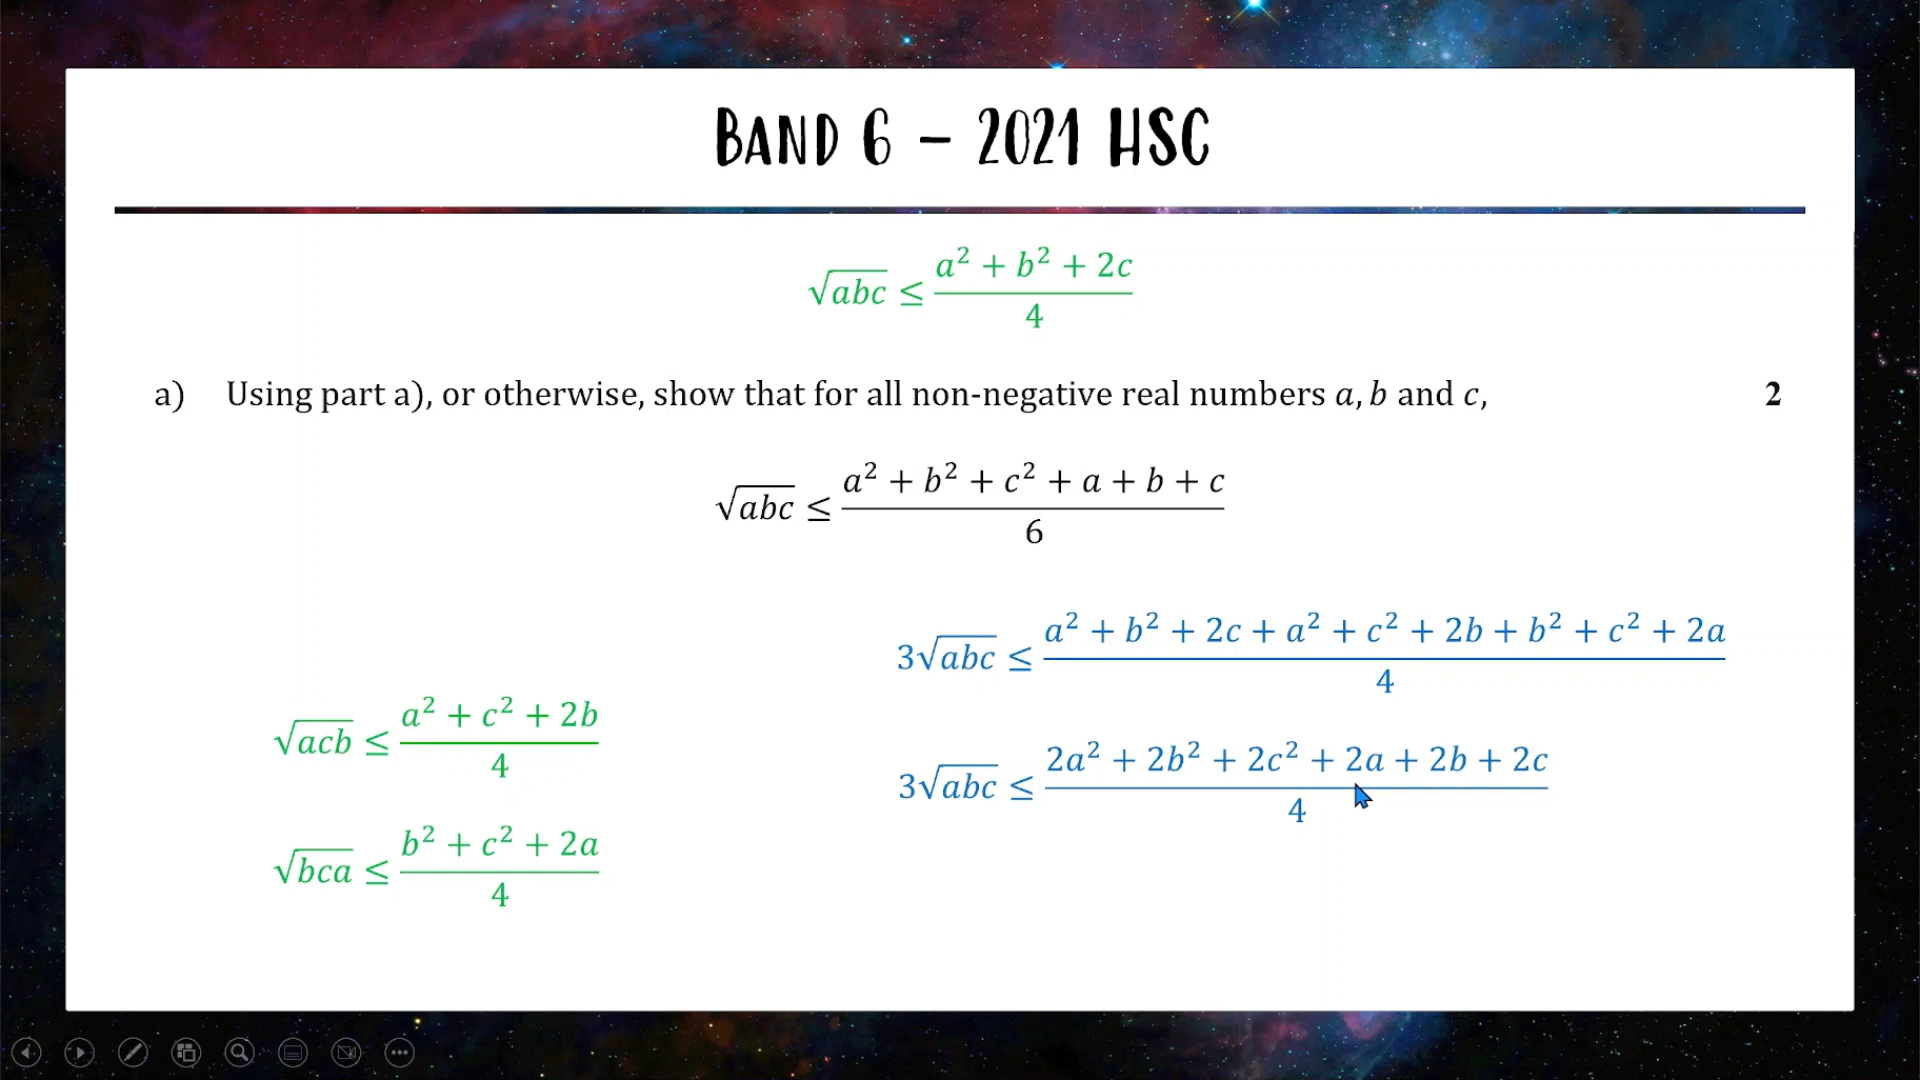 BAND 6 – 2021 HSC
√abc ≤ (a² + b² + 2c)/4
a) Using part a), or otherwise, show that for all non-negative real numbers a, b and c, 2
√abc ≤ (a² + b² + c² + a + b + c)/6
3√abc ≤ (a² + b² + 2c + a² + c² + 2b + b² + c² + 2a)/4
√acb ≤ (a² + c² + 2b)/4
3√abc ≤ (2a² + 2b² + 2c² + 2a + 2b + 2c)/4
√bca ≤ (b² + c² + 2a)/4